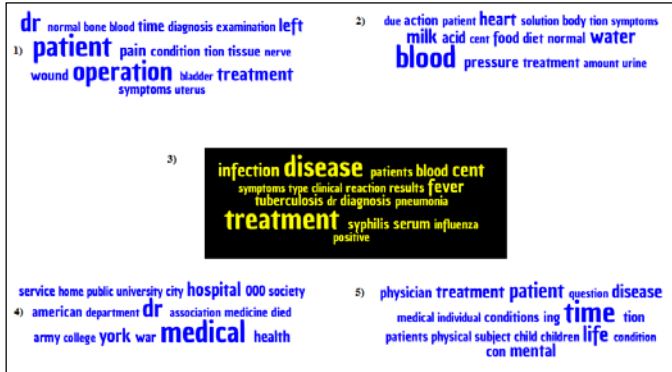 dr normal bone blood time diagnosis examination left
1) patient pain condition tion tissue nerve
wound operation bladder treatment
symptoms uterus
2) due action patient heart solution body tion symptoms
milk acid cent food diet normal water
blood pressure treatment amount urine
3) infection disease patients blood cent
symptoms type clinical reaction results fever
tuberculosis dr diagnosis pneumonia
treatment syphilis serum influenza
positive
service home public university city hospital 000 society
4) american department dr association medicine died
army college york war medical health
5) physician treatment patient question disease
medical individual conditions ing time tion
patients physical subject child children life condition
con mental